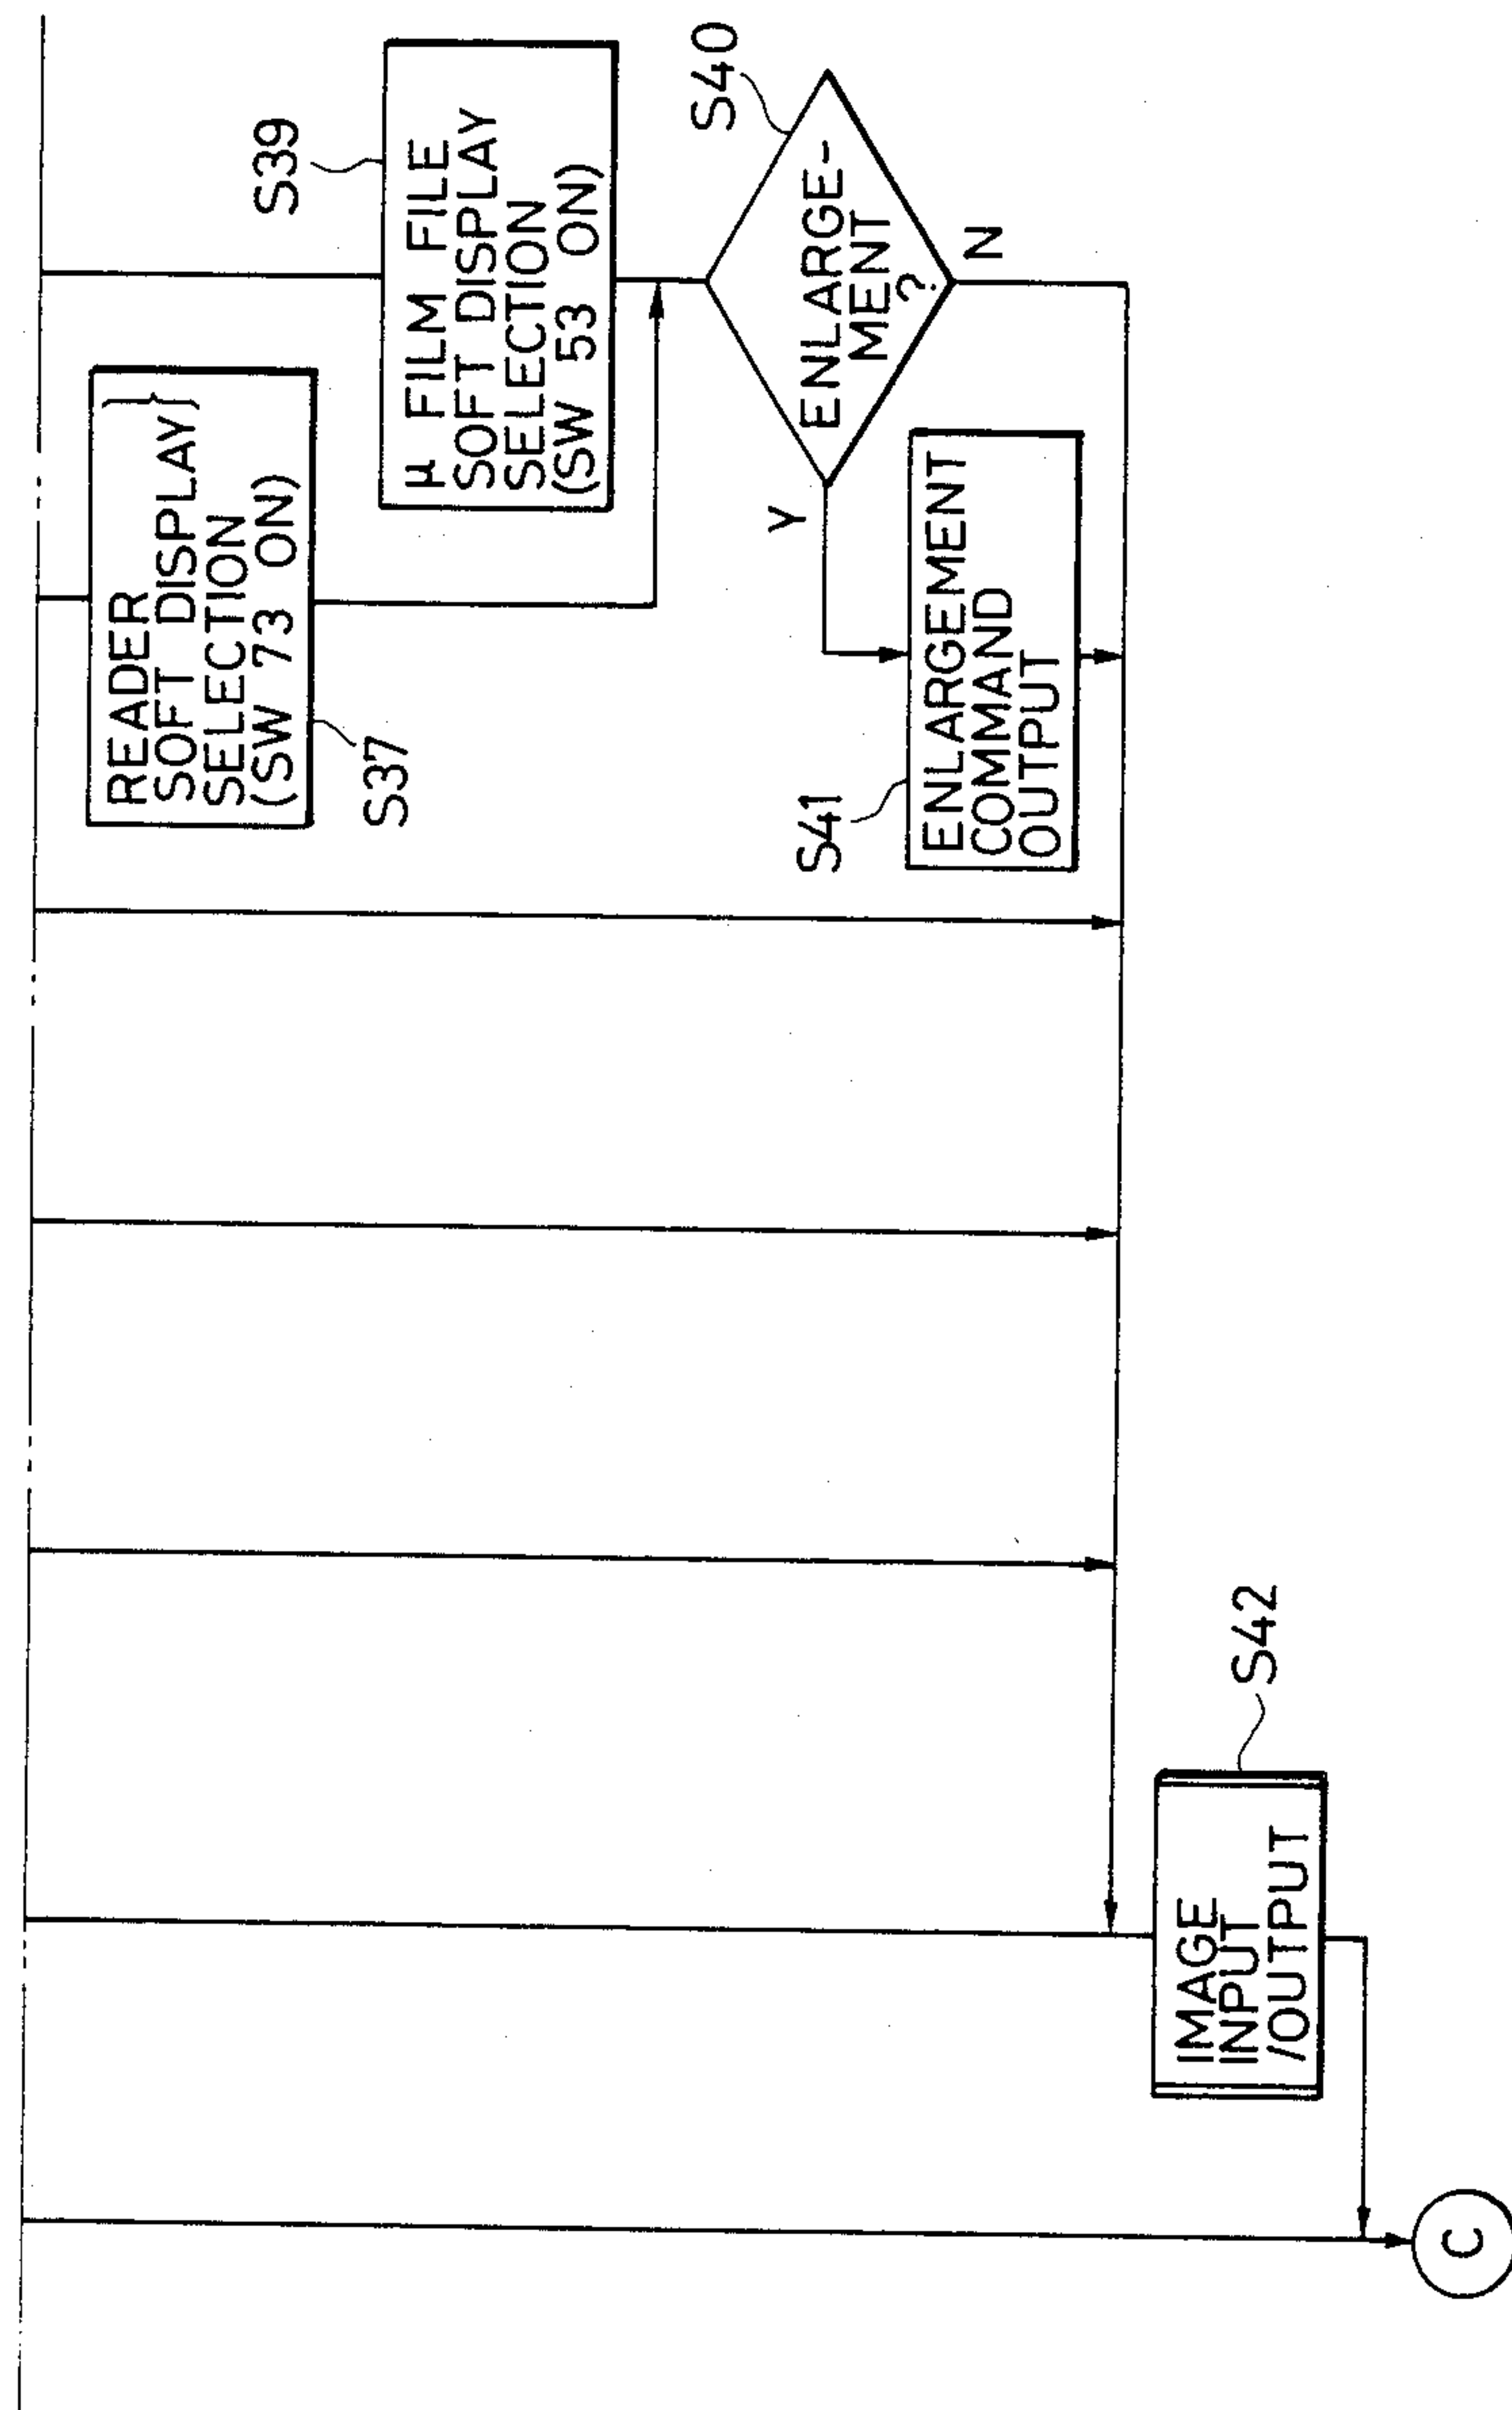 READER
SOFT DISPLAY}
SELECTION
(SW 73 ON)
S37
μ FILM FILE
SOFT DISPLAY
SELECTION
(SW 53 ON)
S39
ENLARGE-
MENT
?
S40
Y
N
ENLARGEMENT
COMMAND
OUTPUT
S41
IMAGE
INPUT
/OUTPUT
S42
C